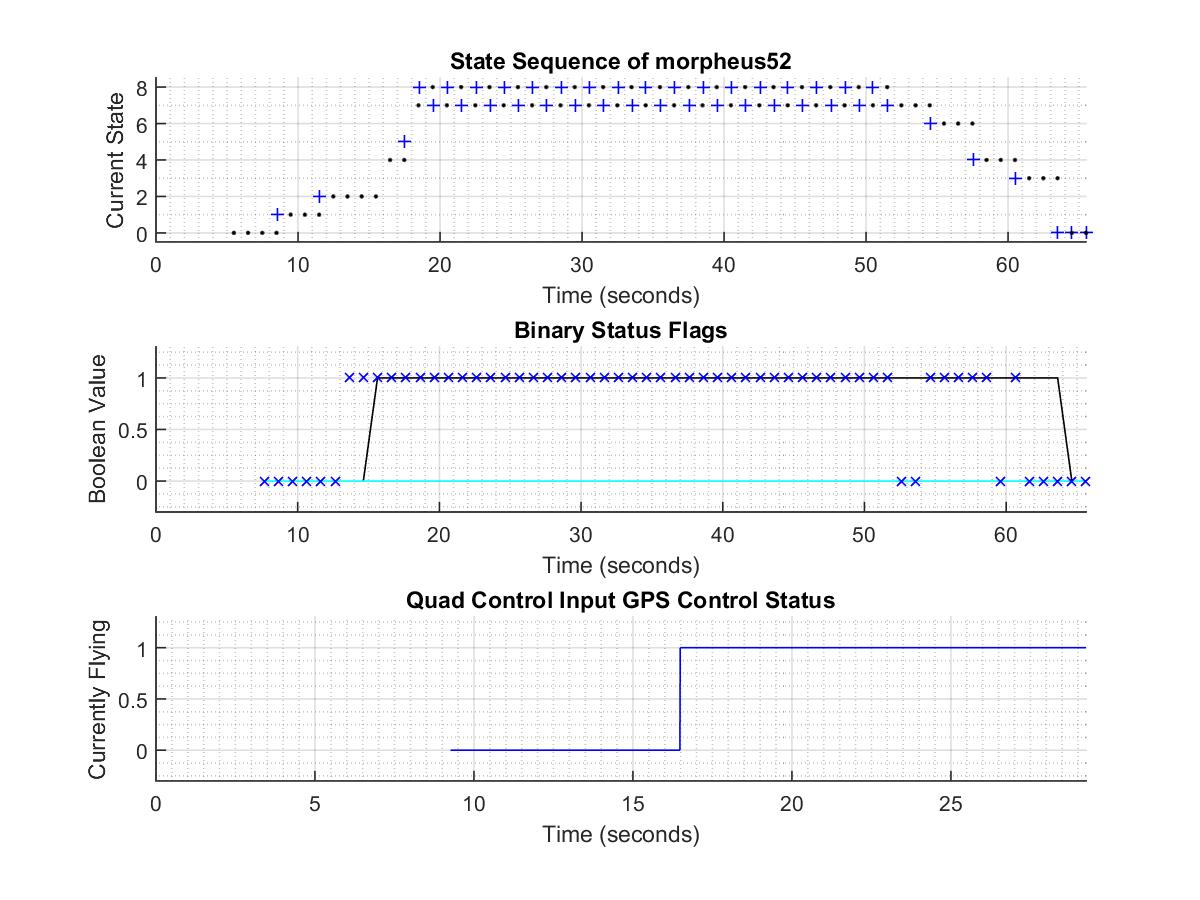 State Sequence of morpheus52
Current State
8
6
4
2
0
0 10 20 30 40 50 60
Time (seconds)
Binary Status Flags
Boolean Value
1
0.5
0
0 10 20 30 40 50 60
Time (seconds)
Quad Control Input GPS Control Status
Currently Flying
1
0.5
0
0 5 10 15 20 25
Time (seconds)